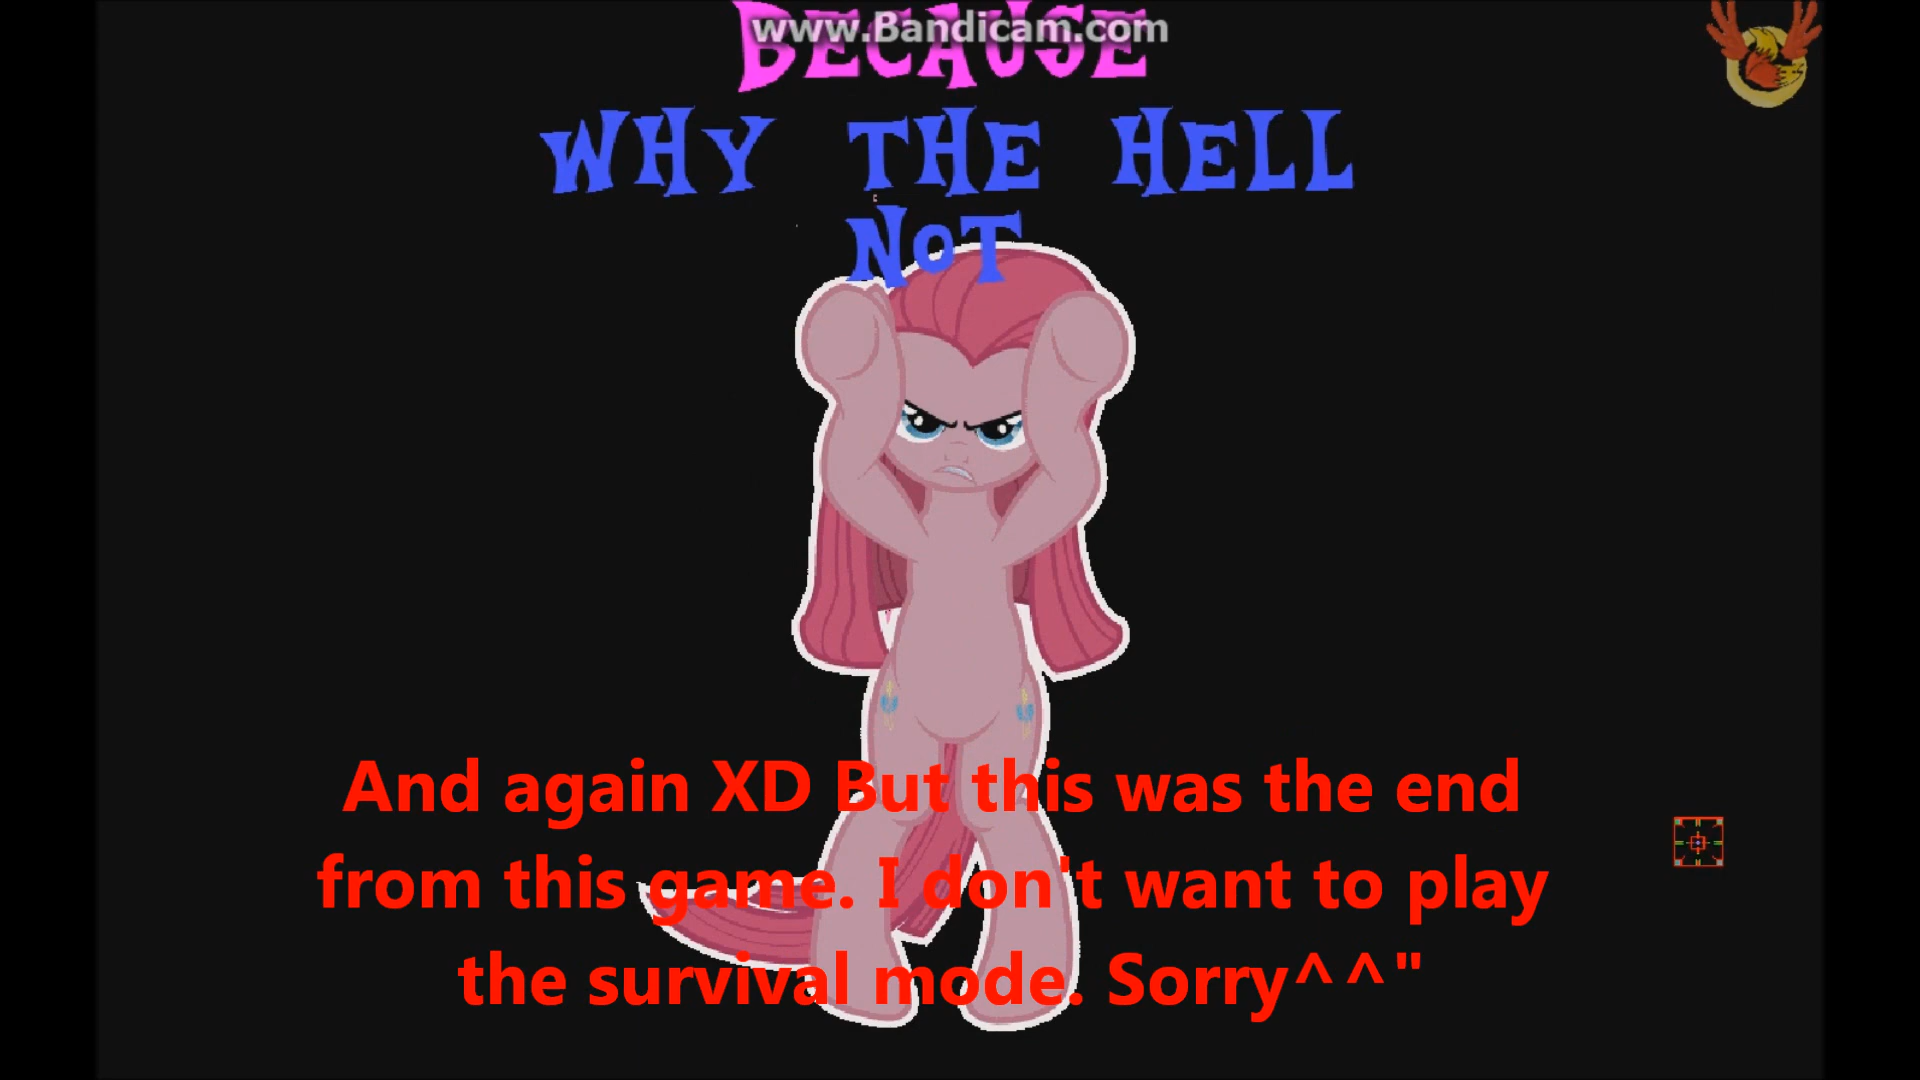 www.Bandicam.com
BECAUSE
WHY THE HELL
NOT
And again XD But this was the end
from this game. I don't want to play
the survival mode. Sorry^^"